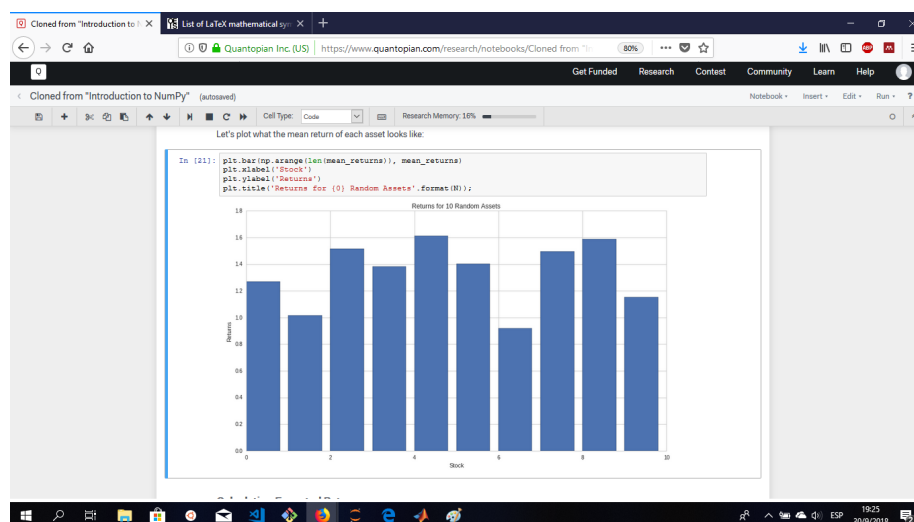 Cloned from "Introduction to
List of LaTeX mathematical syn
Quantopian Inc. (US)
https://www.quantopian.com/research/notebooks/Cloned from "In
80%
Q
Get Funded Research Contest Community Learn Help
Cloned from "Introduction to NumPy" (autosaved)
Notebook Insert Edit Run ?
Cell Type: Code
Research Memory: 16%
Let's plot what the mean return of each asset looks like:
In [21]: plt.bar(np.arange(len(mean_returns)), mean_returns)
plt.xlabel('Stock')
plt.ylabel('Returns')
plt.title('Returns for {0} Random Assets'.format(N));
Returns for 10 Random Assets
1.8
1.6
1.4
1.2
1.0
0.8
0.6
0.4
0.2
0.0
Returns
0 2 4 6 8 10
Stock
ESP
19:25
30/9/2018